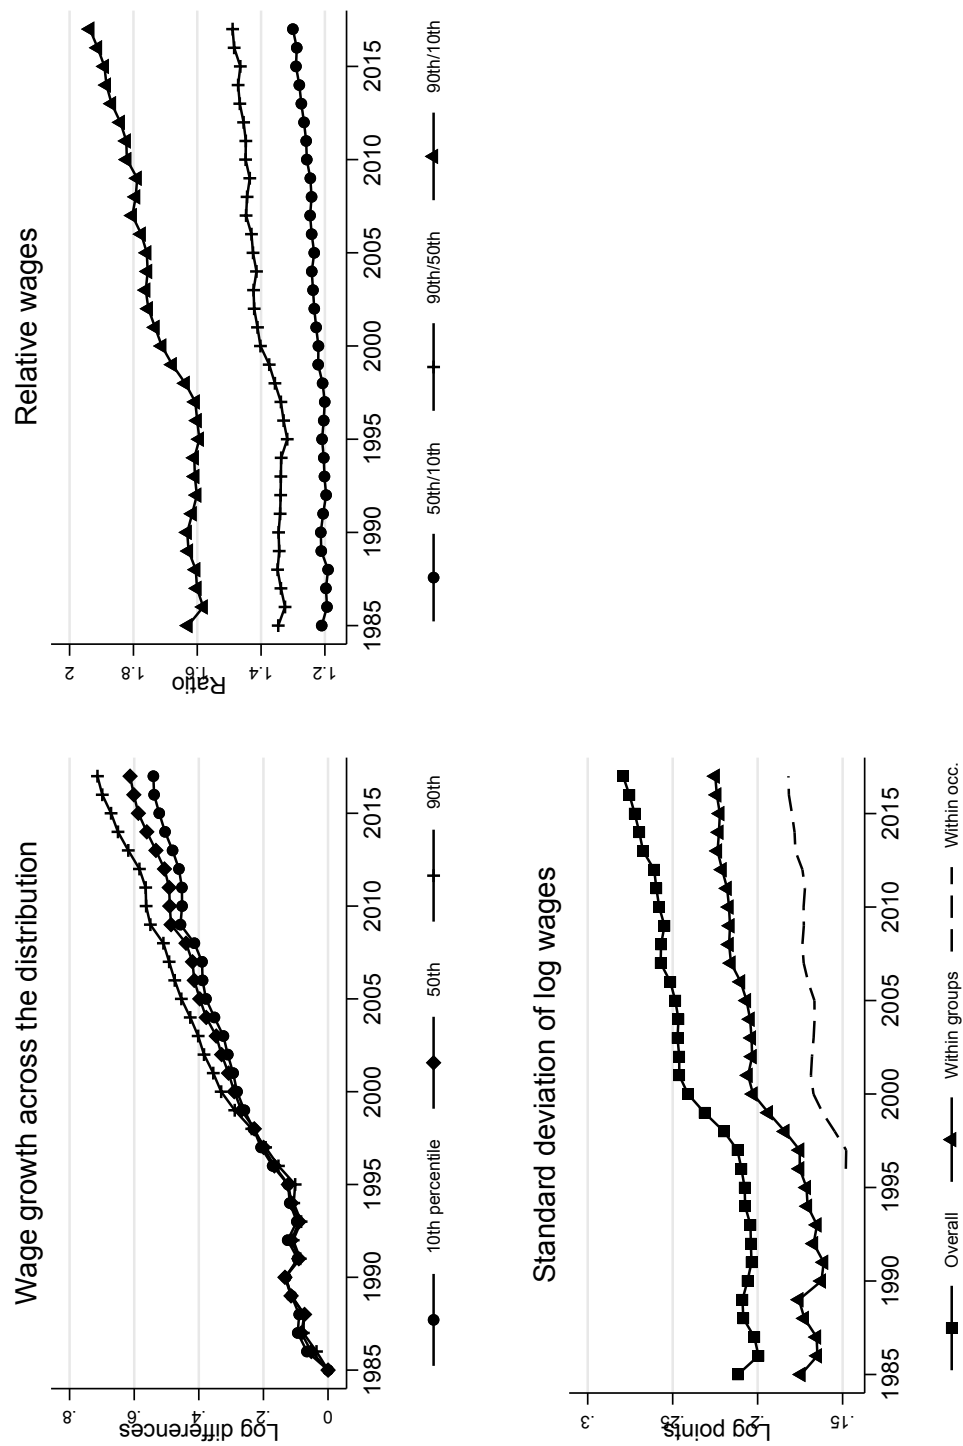 Wage growth across the distribution
Log differences
0 .2 .4 .6 .8
1985 1990 1995 2000 2005 2010 2015
10th percentile 50th 90th
Relative wages
Ratio
1.2 1.4 1.6 1.8 2
1985 1990 1995 2000 2005 2010 2015
50th/10th 90th/50th 90th/10th
Standard deviation of log wages
Log points
.15 .2 .25 .3
1985 1990 1995 2000 2005 2010 2015
Overall Within groups Within occ.